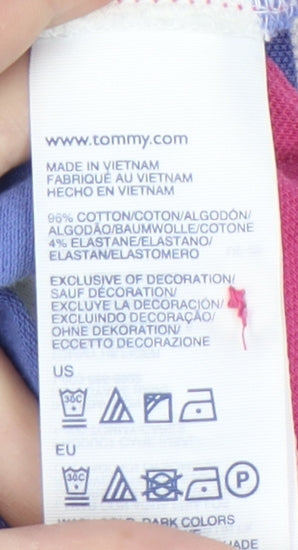 www.tommy.com
MADE IN VIETNAM
FABRIQUÉ AU VIETNAM
HECHO EN VIETNAM
96% COTTON/COTON/ALGODÓN/
ALGODÃO/BAUMWOLLE/COTONE
4% ELASTANE/ELASTANO/
ELASTAN/ELASTOMERO
EXCLUSIVE OF DECORATION/
SAUF DÉCORATION/
EXCLUYE LA DECORACIÓN/
EXCLUINDO DECORAÇÃO/
OHNE DEKORATION/
ECCETTO DECORAZIONE
US
30C
EU
30C P
DARK COLORS